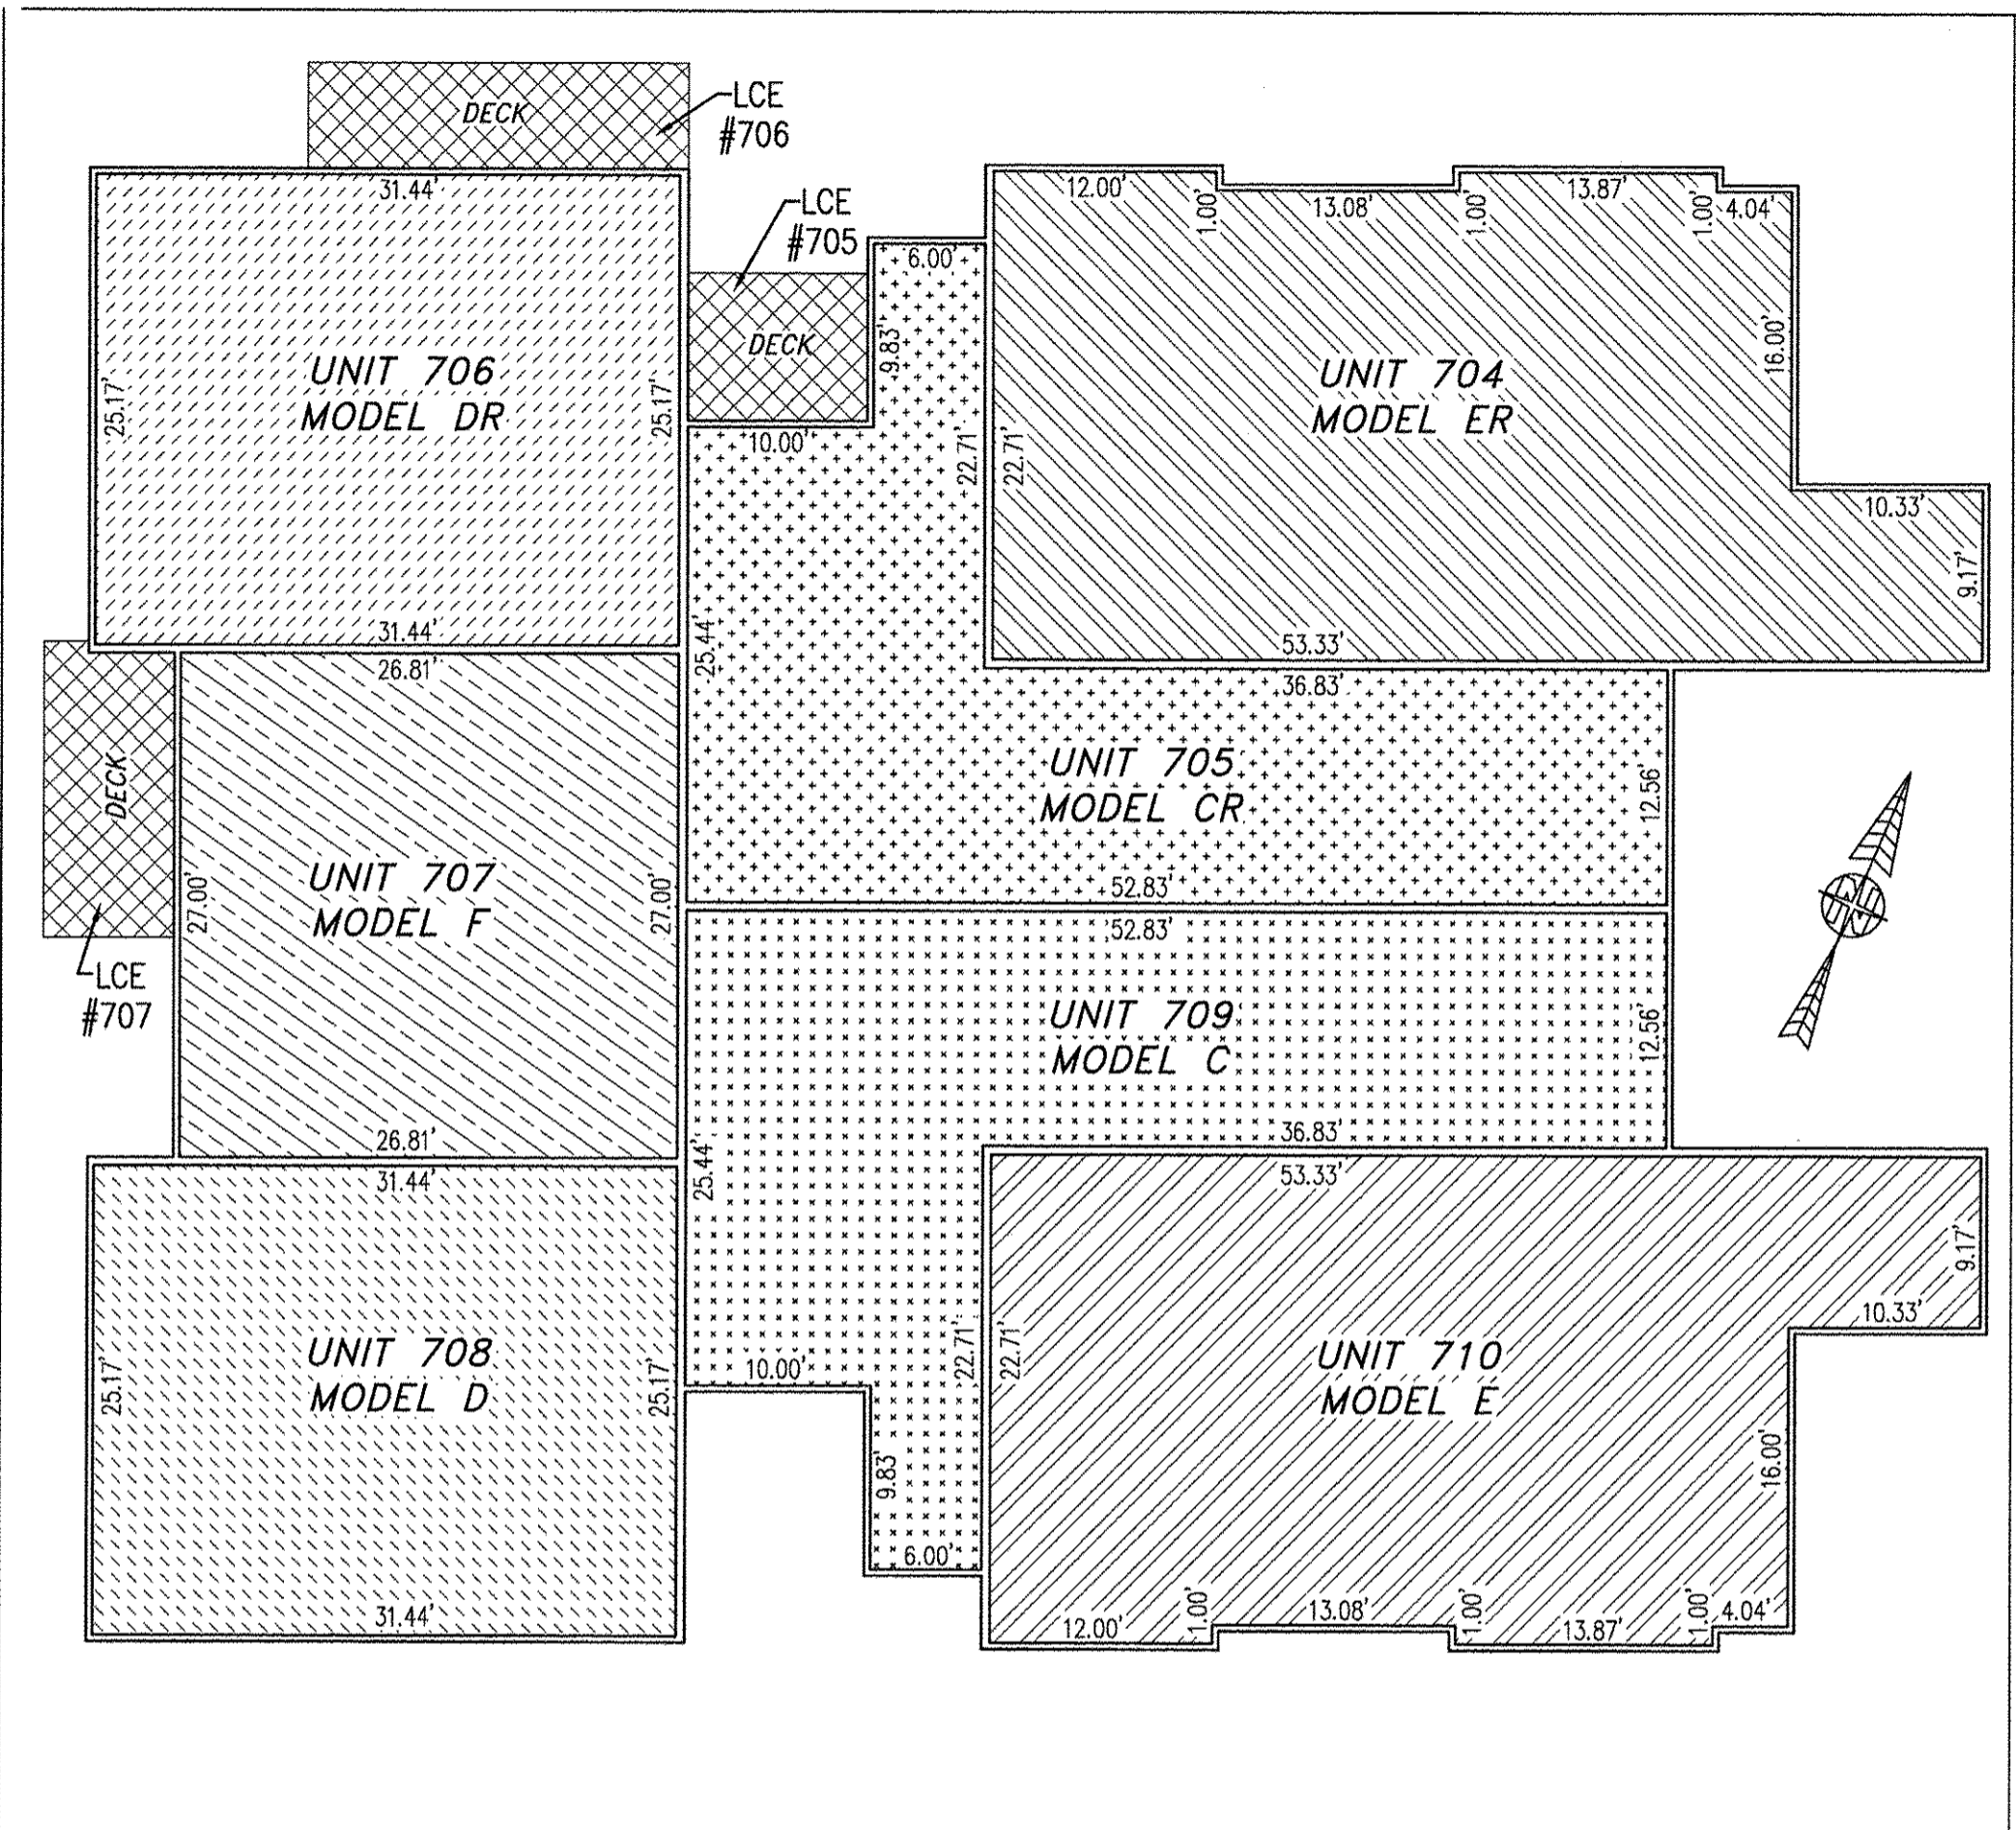 DECK
LCE
#706
31.44'
25.17'
UNIT 706
MODEL DR
25.17'
31.44'
LCE
#705
DECK
6.00'
9.83'
10.00'
22.71'
25.44'
36.83'
UNIT 705
MODEL CR
12.56'
52.83'
12.00'
1.00'
13.08'
1.00'
13.87'
1.00'
4.04'
16.00'
UNIT 704
MODEL ER
22.71'
10.33'
9.17'
53.33'
26.81'
DECK
27.00'
UNIT 707
MODEL F
27.00'
26.81'
LCE
#707
52.83'
UNIT 709
MODEL C
12.56'
36.83'
25.44'
22.71'
10.00'
9.83'
6.00'
31.44'
25.17'
UNIT 708
MODEL D
25.17'
31.44'
53.33'
9.17'
10.33'
22.71'
UNIT 710
MODEL E
16.00'
12.00'
1.00'
13.08'
1.00'
13.87'
1.00'
4.04'